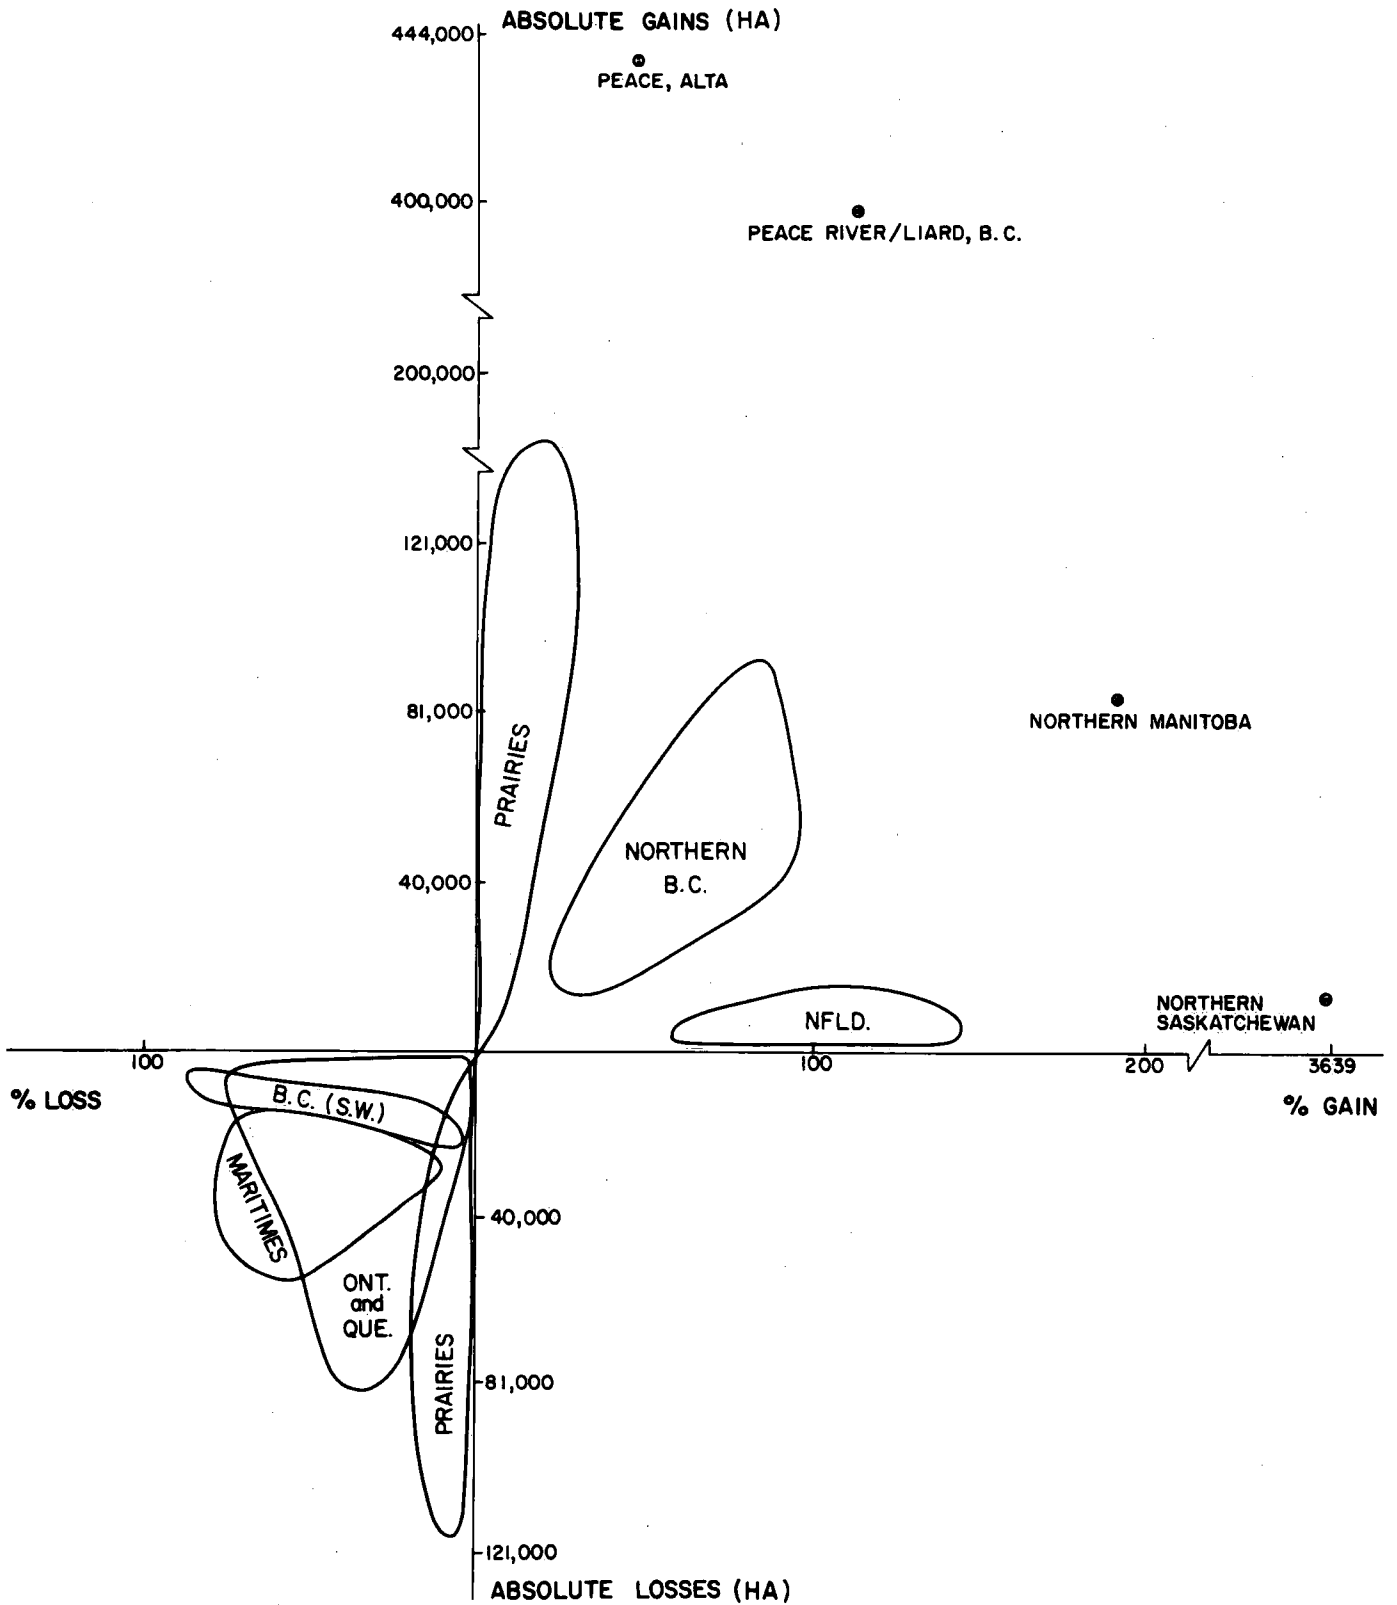 ABSOLUTE GAINS (HA)
444,000
PEACE, ALTA
400,000
PEACE RIVER/LIARD, B.C.
200,000
121,000
81,000
NORTHERN MANITOBA
PRAIRIES
NORTHERN
B.C.
40,000
NFLD.
NORTHERN
SASKATCHEWAN
100
100
200
3639
% LOSS
% GAIN
B.C. (S.W.)
MARITIMES
40,000
ONT.
and
QUE.
PRAIRIES
81,000
121,000
ABSOLUTE LOSSES (HA)